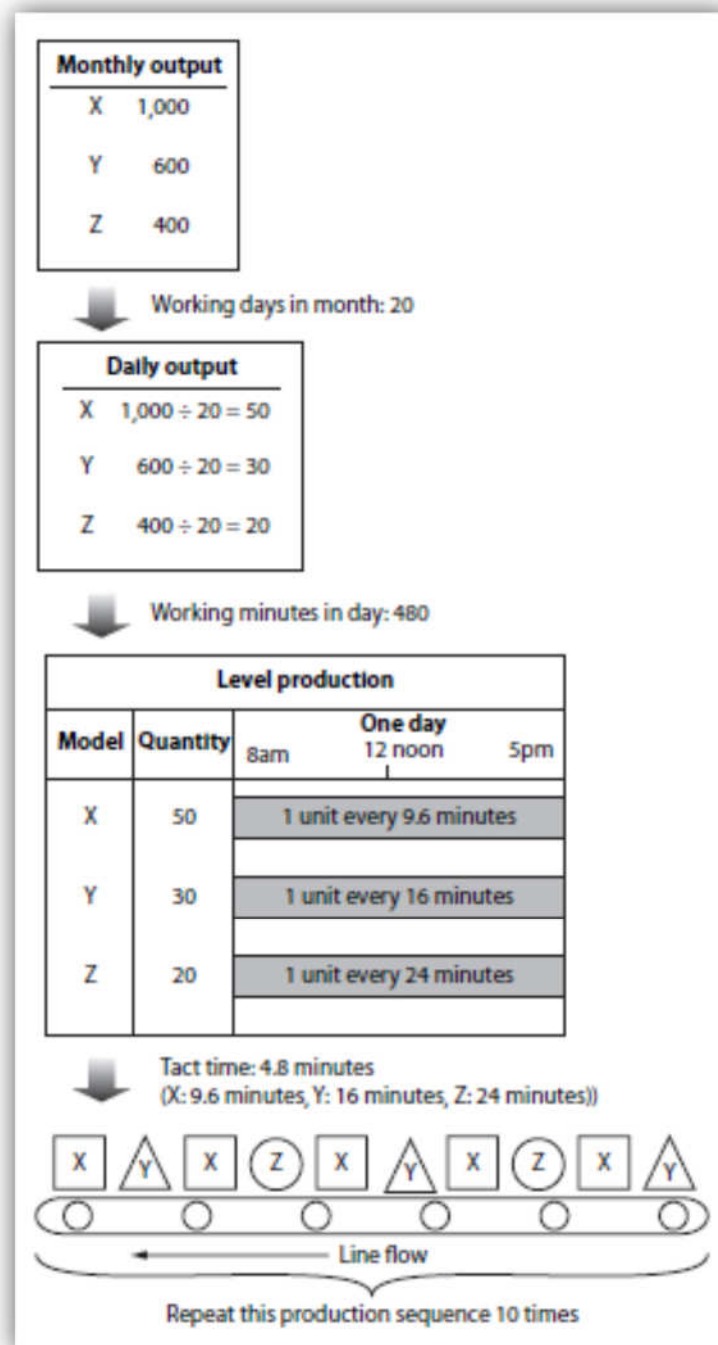 Monthly output
X 1,000
Y 600
Z 400
Working days in month: 20
Daily output
X 1,000 ÷ 20 = 50
Y 600 ÷ 20 = 30
Z 400 ÷ 20 = 20
Working minutes in day: 480
Level production
Model Quantity One day
8am 12 noon 5pm
X 50 1 unit every 9.6 minutes
Y 30 1 unit every 16 minutes
Z 20 1 unit every 24 minutes
Tact time: 4.8 minutes
(X: 9.6 minutes, Y: 16 minutes, Z: 24 minutes))
X Y X Z X Y X Z X Y
Line flow
Repeat this production sequence 10 times